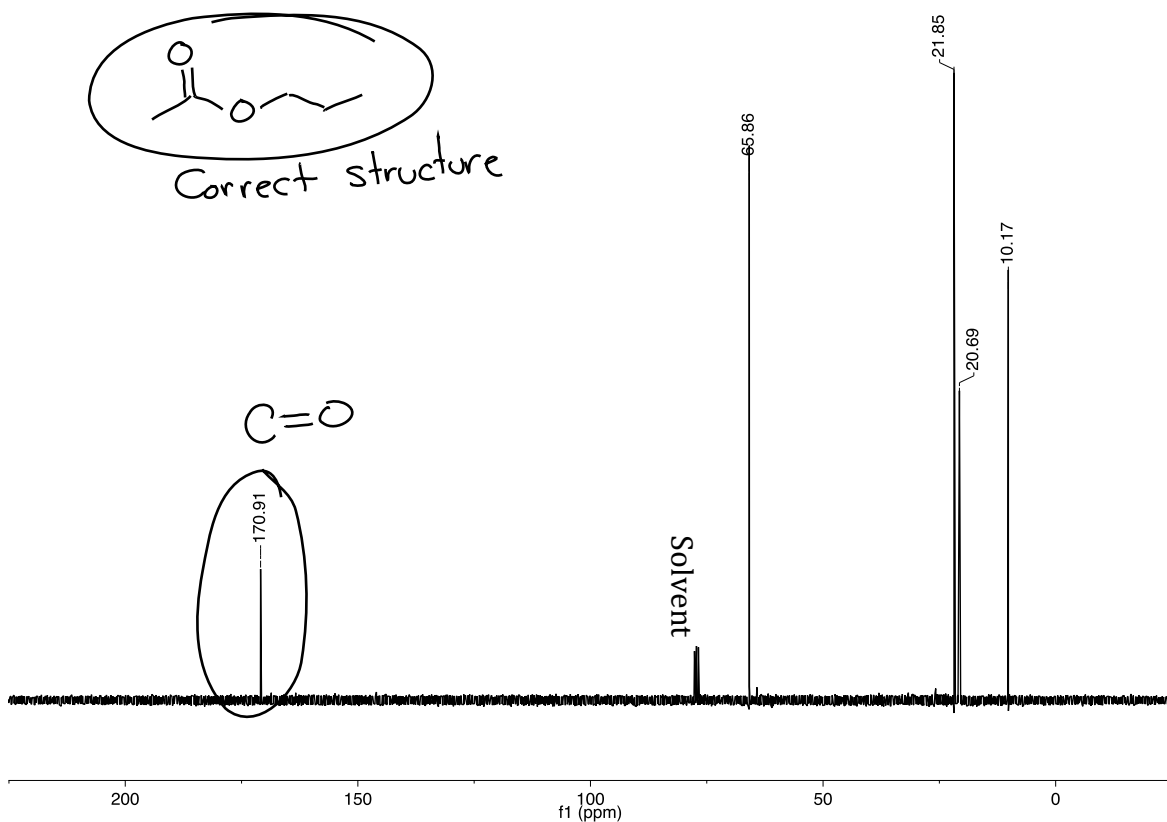 O
O
Correct structure
21.85
65.86
10.17
20.69
C=O
170.91
Solvent
200 150 100 50 0
f1 (ppm)